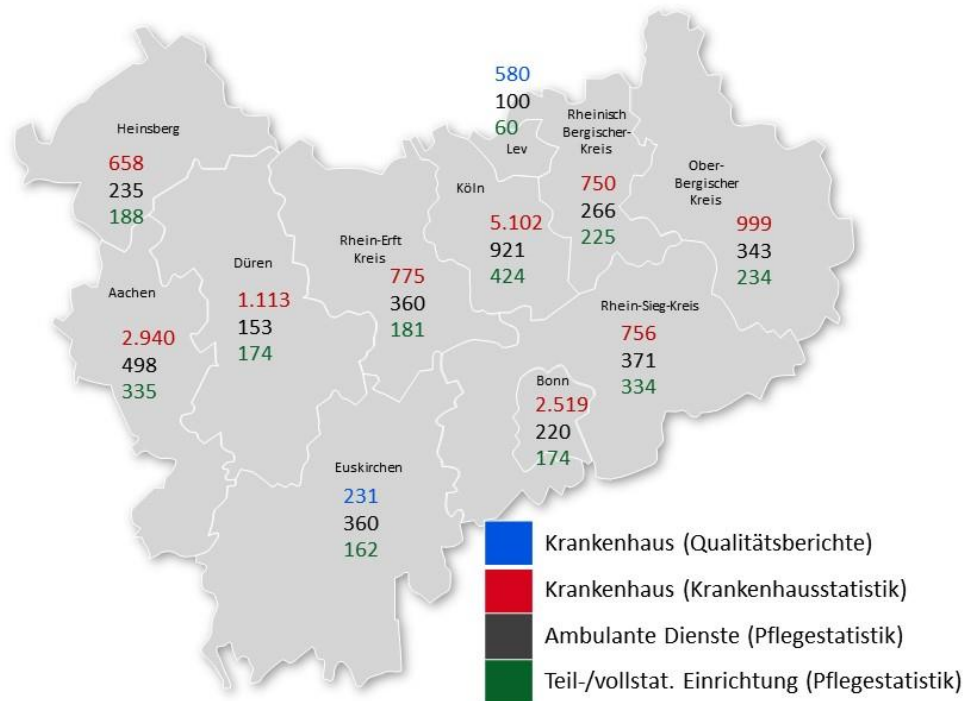 Heinsberg
658
235
188
Aachen
2.940
498
335
Düren
1.113
153
174
Rhein-Erft
Kreis
775
360
181
Köln
5.102
921
424
580
100
60
Lev
Rheinisch
Bergischer-
Kreis
750
266
225
Ober-
Bergischer
Kreis
999
343
234
Rhein-Sieg-Kreis
756
371
334
Bonn
2.519
220
174
Euskirchen
231
360
162
Krankenhaus (Qualitätsberichte)
Krankenhaus (Krankenhausstatistik)
Ambulante Dienste (Pflegestatistik)
Teil-/vollstat. Einrichtung (Pflegestatistik)